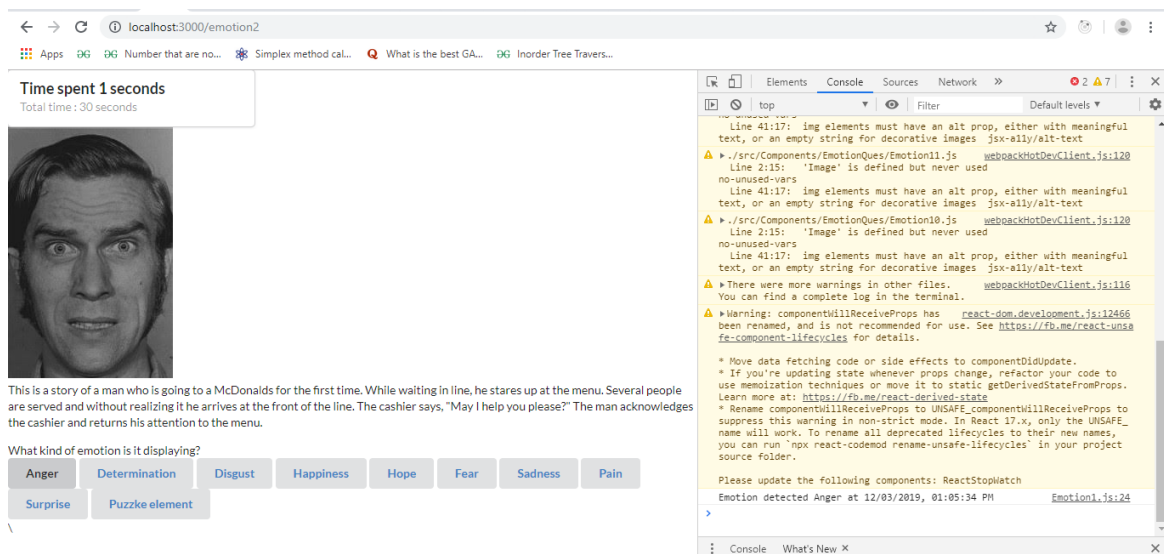 localhost:3000/emotion2
Apps
Number that are no...
Simplex method cal...
What is the best GA...
Inorder Tree Travers...
Time spent 1 seconds
Total time : 30 seconds
This is a story of a man who is going to a McDonalds for the first time. While waiting in line, he stares up at the menu. Several people
are served and without realizing it he arrives at the front of the line. The cashier says, "May I help you please?" The man acknowledges
the cashier and returns his attention to the menu.
What kind of emotion is it displaying?
Anger Determination Disgust Happiness Hope Fear Sadness Pain
Surprise Puzzke element
\
Elements Console Sources Network » 2 7
top Filter Default levels ▼
no-unused-vars
Line 41:17: img elements must have an alt prop, either with meaningful
text, or an empty string for decorative images jsx-a11y/alt-text
./src/Components/EmotionQues/Emotion11.js webpackHotDevClient.js:120
Line 2:15: 'Image' is defined but never used
no-unused-vars
Line 41:17: img elements must have an alt prop, either with meaningful
text, or an empty string for decorative images jsx-a11y/alt-text
./src/Components/EmotionQues/Emotion10.js webpackHotDevClient.js:120
Line 2:15: 'Image' is defined but never used
no-unused-vars
Line 41:17: img elements must have an alt prop, either with meaningful
text, or an empty string for decorative images jsx-a11y/alt-text
There were more warnings in other files. webpackHotDevClient.js:116
You can find a complete log in the terminal.
Warning: componentWillReceiveProps has react-dom.development.js:12466
been renamed, and is not recommended for use. See https://fb.me/react-unsa
fe-component-lifecycles for details.
* Move data fetching code or side effects to componentDidUpdate.
* If you're updating state whenever props change, refactor your code to
use memoization techniques or move it to static getDerivedStateFromProps.
Learn more at: https://fb.me/react-derived-state
* Rename componentWillReceiveProps to UNSAFE_componentWillReceiveProps to
suppress this warning in non-strict mode. In React 17.x, only the UNSAFE_
name will work. To rename all deprecated lifecycles to their new names,
you can run `npx react-codemod rename-unsafe-lifecycles` in your project
source folder.
Please update the following components: ReactStopWatch
Emotion detected Anger at 12/03/2019, 01:05:34 PM Emotion1.js:24
>
Console What's New ×